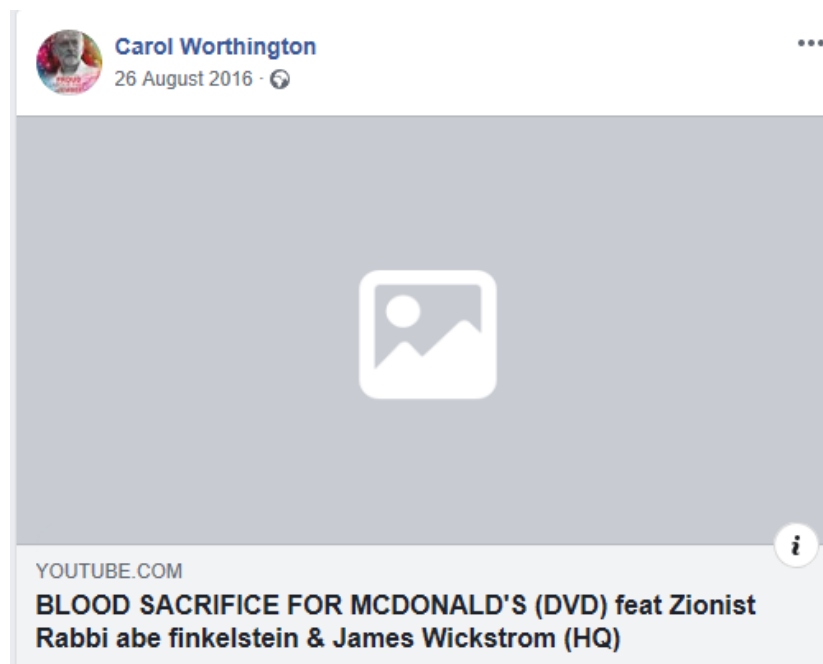 Carol Worthington
26 August 2016 ·
YOUTUBE.COM
BLOOD SACRIFICE FOR MCDONALD'S (DVD) feat Zionist
Rabbi abe finkelstein & James Wickstrom (HQ)